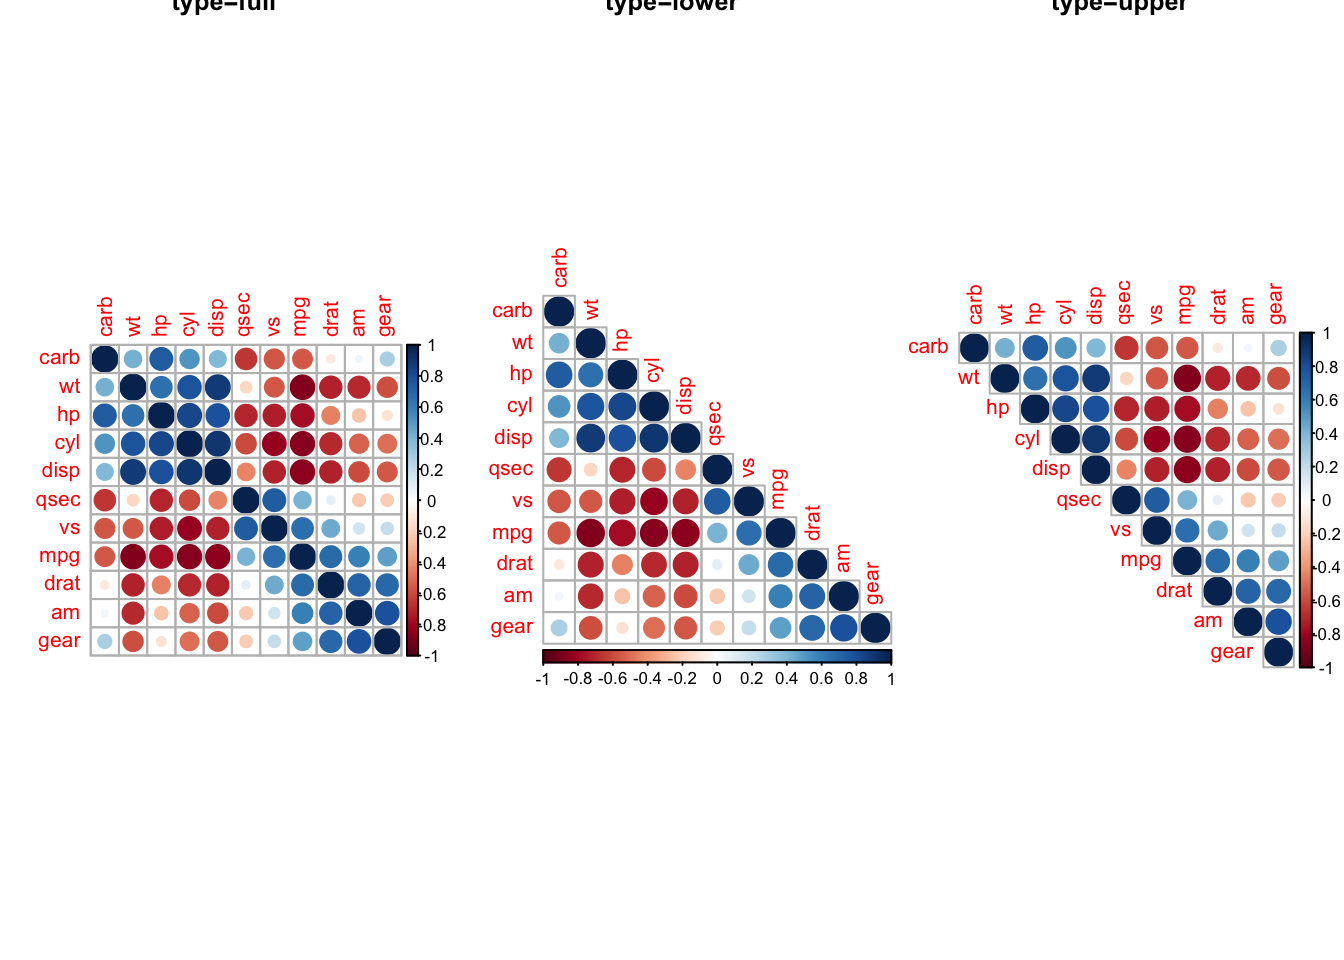 type=full
carb wt hp cyl disp qsec vs mpg drat am gear
carb
wt
hp
cyl
disp
qsec
vs
mpg
drat
am
gear
1
0.8
0.6
0.4
0.2
0
-0.2
-0.4
-0.6
-0.8
-1
type=lower
carb
wt
hp
cyl
disp
qsec
vs
mpg
drat
am
gear
carb
wt
hp
cyl
disp
qsec
vs
mpg
drat
am
gear
-1 -0.8 -0.6 -0.4 -0.2 0 0.2 0.4 0.6 0.8 1
type=upper
carb wt hp cyl disp qsec vs mpg drat am gear
carb
wt
hp
cyl
disp
qsec
vs
mpg
drat
am
gear
1
0.8
0.6
0.4
0.2
0
-0.2
-0.4
-0.6
-0.8
-1